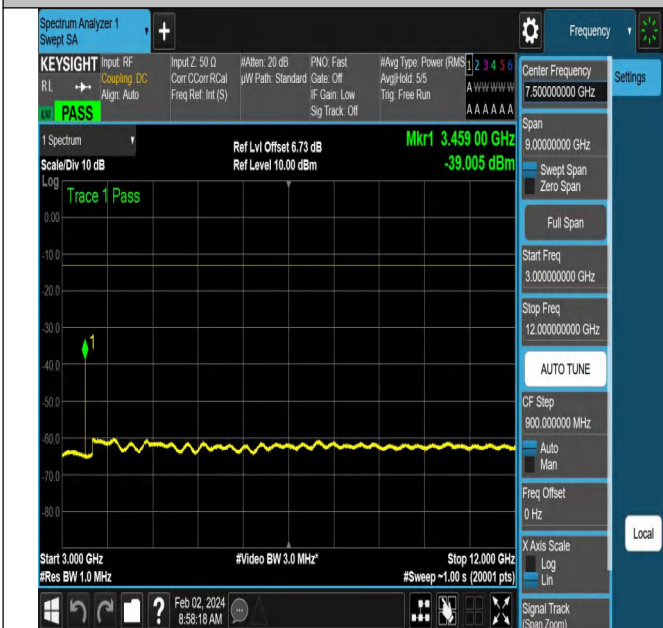 Spectrum Analyzer 1
Swept SA
+
Frequency
KEYSIGHT
RL
LNI PASS
Input: RF
Coupling: DC
Align: Auto
Input Z: 50 Ω
Corr CCorr RCal
Freq Ref: Int (S)
#Atten: 20 dB
µW Path: Standard
PNO: Fast
Gate: Off
IF Gain: Low
Sig Track: Off
#Avg Type: Power (RMS
Avg|Hold: 5/5
Trig: Free Run
1 2 3 4 5 6
A W W W W W
A A A A A A
1 Spectrum
Scale/Div 10 dB
Ref Lvl Offset 6.73 dB
Ref Level 10.00 dBm
Mkr1 3.459 00 GHz
-39.005 dBm
Log
Trace 1 Pass
0.00
-10.0
-20.0
-30.0
-40.0
-50.0
-60.0
-70.0
-80.0
1
Start 3.000 GHz
#Res BW 1.0 MHz
#Video BW 3.0 MHz*
Stop 12.000 GHz
#Sweep ~1.00 s (20001 pts)
Feb 02, 2024
8:58:18 AM
?
Center Frequency
7.500000000 GHz
Span
9.00000000 GHz
Swept Span
Zero Span
Full Span
Start Freq
3.000000000 GHz
Stop Freq
12.000000000 GHz
AUTO TUNE
CF Step
900.000000 MHz
Auto
Man
Freq Offset
0 Hz
X Axis Scale
Log
Lin
Signal Track
(Span Zoom)
Settings
Local